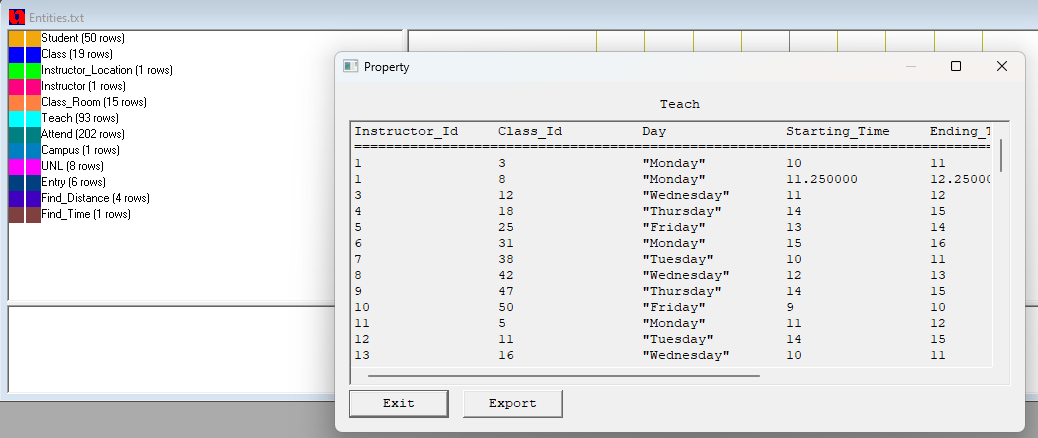 Entities.txt
Student (50 rows)
Class (19 rows)
Instructor_Location (1 rows)
Instructor (1 rows)
Class_Room (15 rows)
Teach (93 rows)
Attend (202 rows)
Campus (1 rows)
UNL (8 rows)
Entry (6 rows)
Find_Distance (4 rows)
Find_Time (1 rows)
Property
Teach
Instructor_Id Class_Id Day Starting_Time Ending_T
================================================================================
1 3 "Monday" 10 11
1 8 "Monday" 11.250000 12.25000
3 12 "Wednesday" 11 12
4 18 "Thursday" 14 15
5 25 "Friday" 13 14
6 31 "Monday" 15 16
7 38 "Tuesday" 10 11
8 42 "Wednesday" 12 13
9 47 "Thursday" 14 15
10 50 "Friday" 9 10
11 5 "Monday" 11 12
12 11 "Tuesday" 14 15
13 16 "Wednesday" 10 11
Exit Export